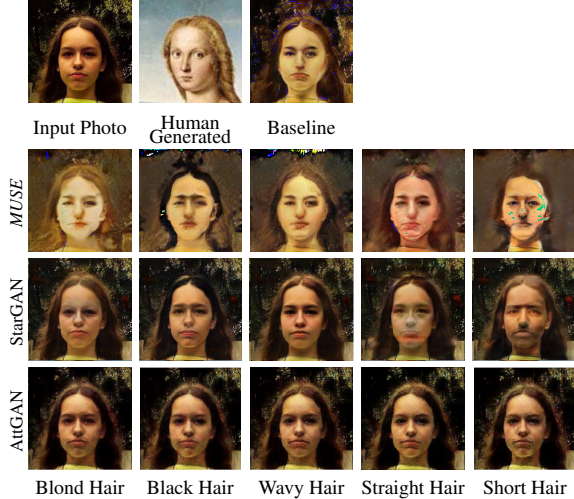 Input Photo
Human
Generated
Baseline
MUSE
StarGAN
AttGAN
Blond Hair
Black Hair
Wavy Hair
Straight Hair
Short Hair